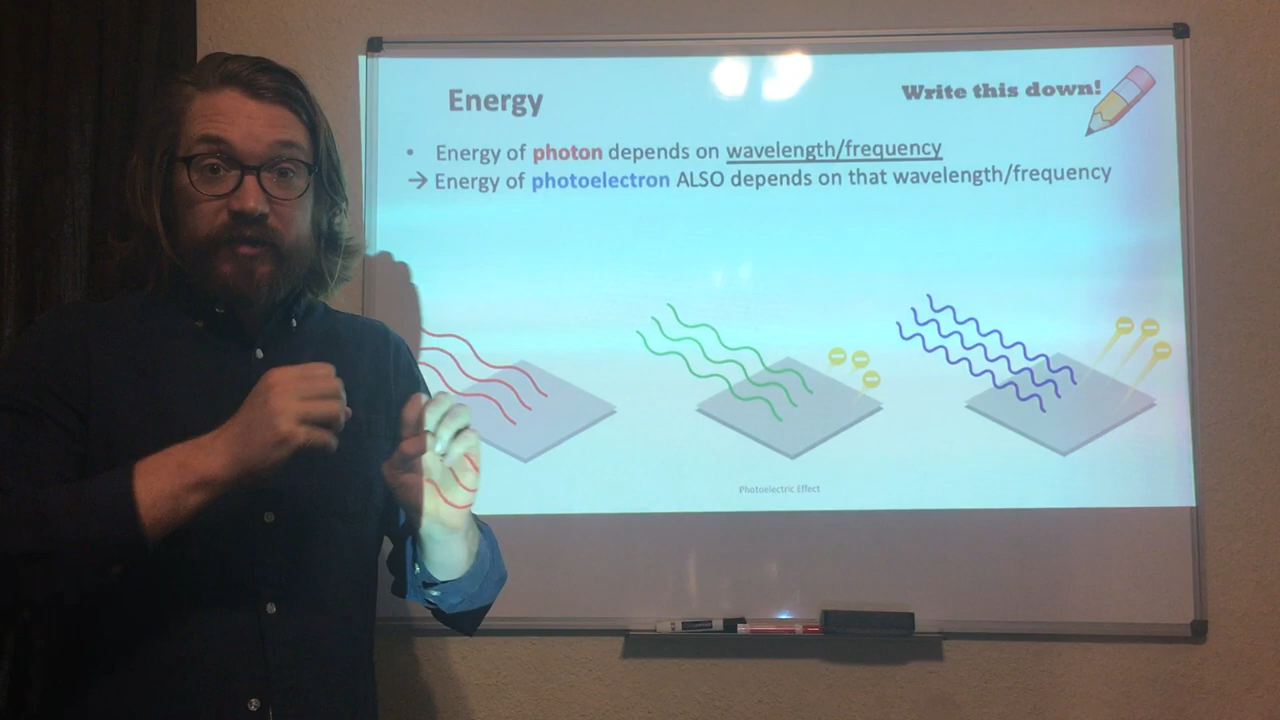 Energy
Write this down!
• Energy of photon depends on wavelength/frequency
→ Energy of photoelectron ALSO depends on that wavelength/frequency
Photoelectric Effect